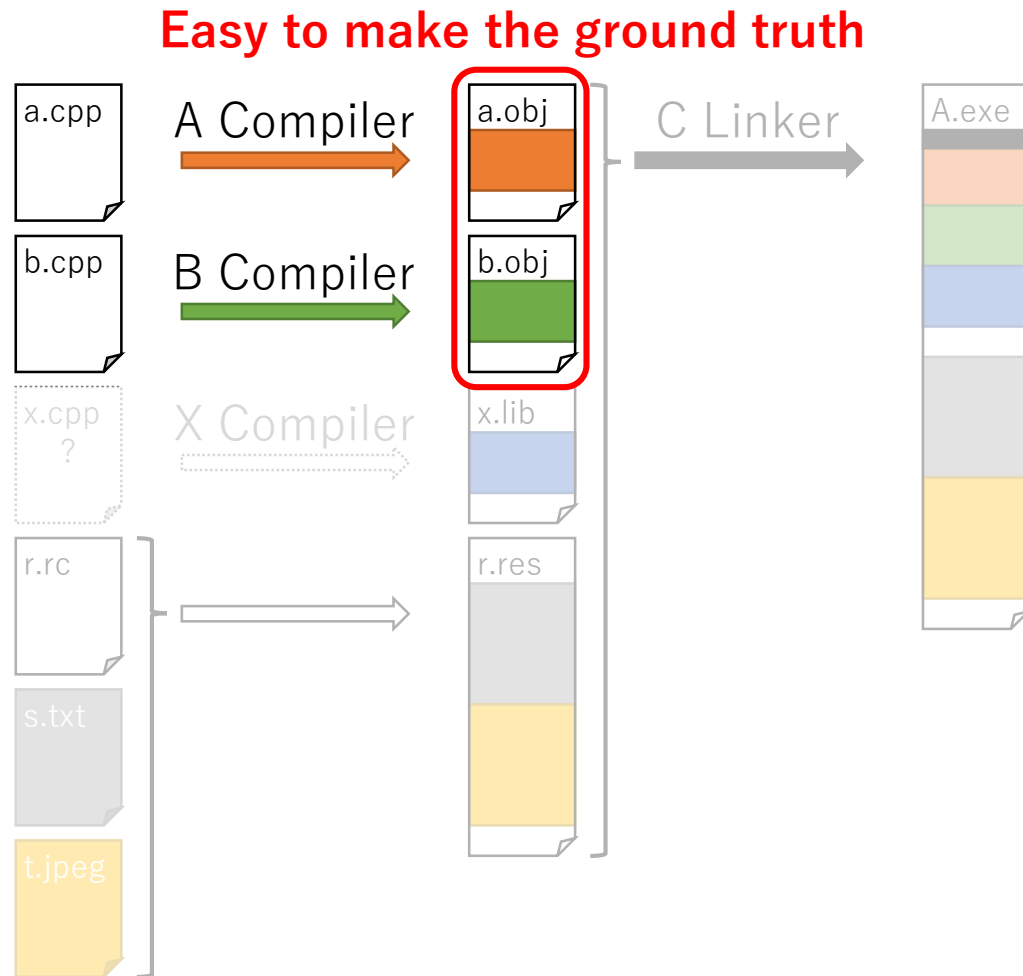 Easy to make the ground truth
a.cpp
A Compiler
a.obj
C Linker
A.exe
b.cpp
B Compiler
b.obj
x.cpp
?
X Compiler
x.lib
r.rc
r.res
s.txt
t.jpeg